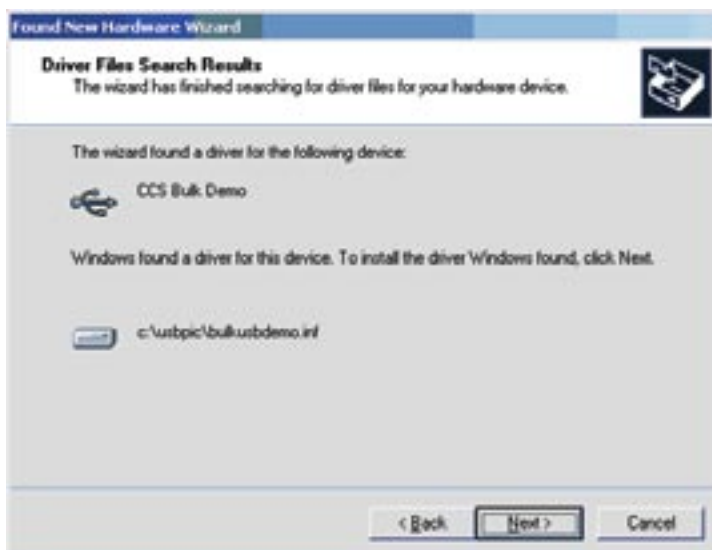 Found New Hardware Wizard
Driver Files Search Results
The wizard has finished searching for driver files for your hardware device.
The wizard found a driver for the following device:
CCS Bulk Demo
Windows found a driver for this device. To install the driver Windows found, click Next.
c:\usbpic\bulkusbdemo.inf
< Back
Next >
Cancel